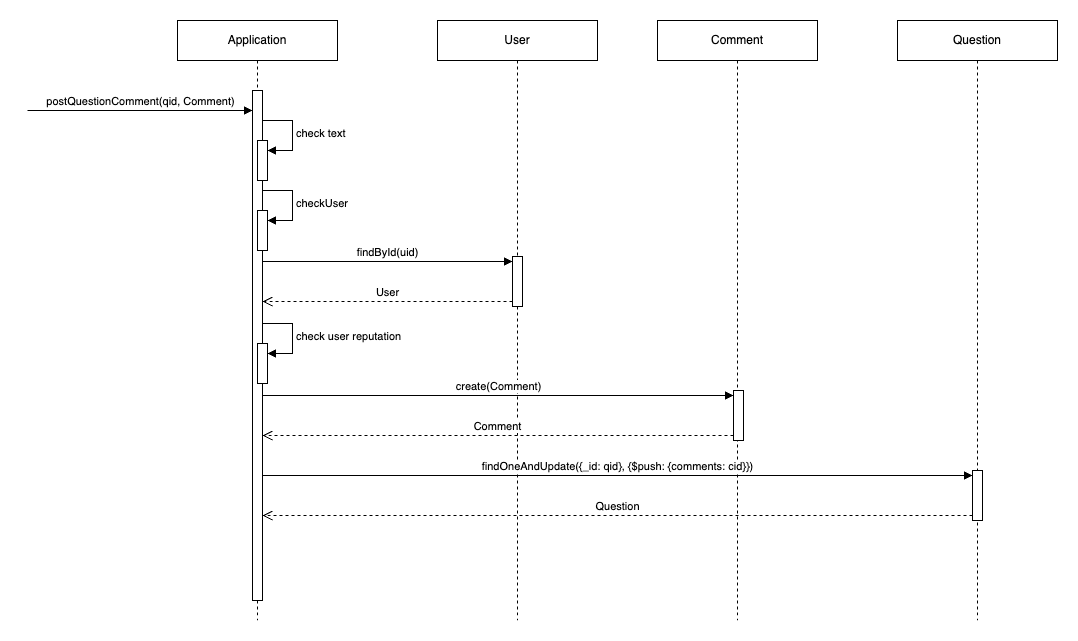 Application
User
Comment
Question
postQuestionComment(qid, Comment)
check text
checkUser
findById(uid)
User
check user reputation
create(Comment)
Comment
findOneAndUpdate({_id: qid}, {$push: {comments: cid}})
Question